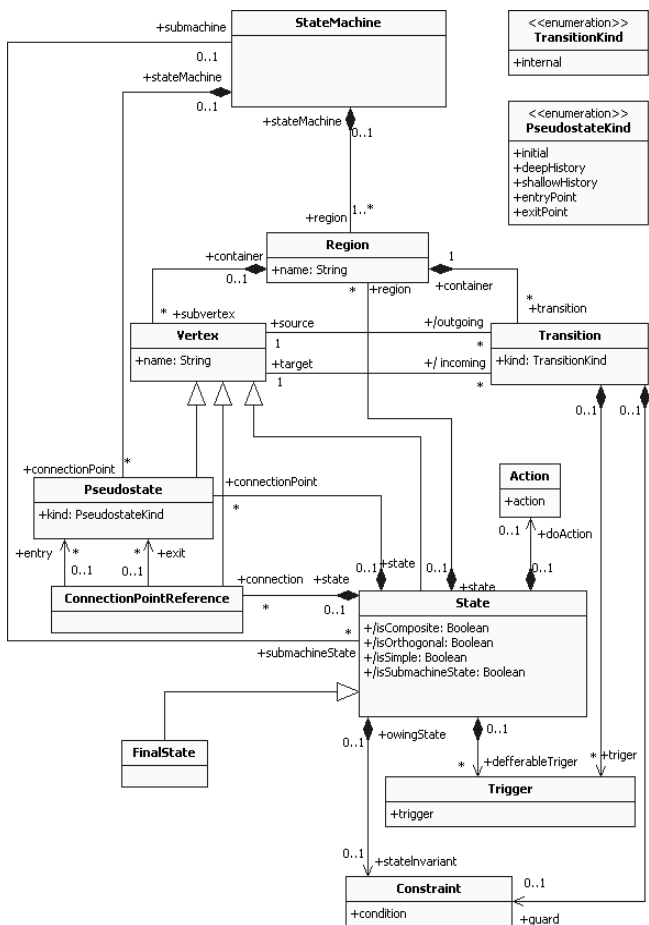 +submachine
StateMachine
<<enumeration>>
TransitionKind
0..1
+internal
+stateMachine
0..1
<<enumeration>>
PseudostateKind
+stateMachine
0..1
+initial
+deepHistory
+shallowHistory
+entryPoint
+exitPoint
1..*
+region
Region
+name: String
+container
0..1
1
+container
* +region
* +subvertex
*
+transition
Vertex
+name: String
+source
1
+/outgoing
*
Transition
+kind: TransitionKind
+target
1
+/ incoming
*
0..1
0..1
+connectionPoint
*
Pseudostate
+kind: PseudostateKind
+connectionPoint
*
Action
+action
0..1
+doAction
+entry
*
0..1
*
+exit
0..1
0..1
+state
0..1
+state
0..1
ConnectionPointReference
+connection
*
+state
0..1
State
+/isComposite: Boolean
+/isOrthogonal: Boolean
+/isSimple: Boolean
+/isSubmachineState: Boolean
*
+submachineState
0..1
+owingState
0..1
FinalState
* +defferableTriger
* +triger
Trigger
+trigger
0..1
+stateInvariant
0..1
Constraint
+condition
+guard